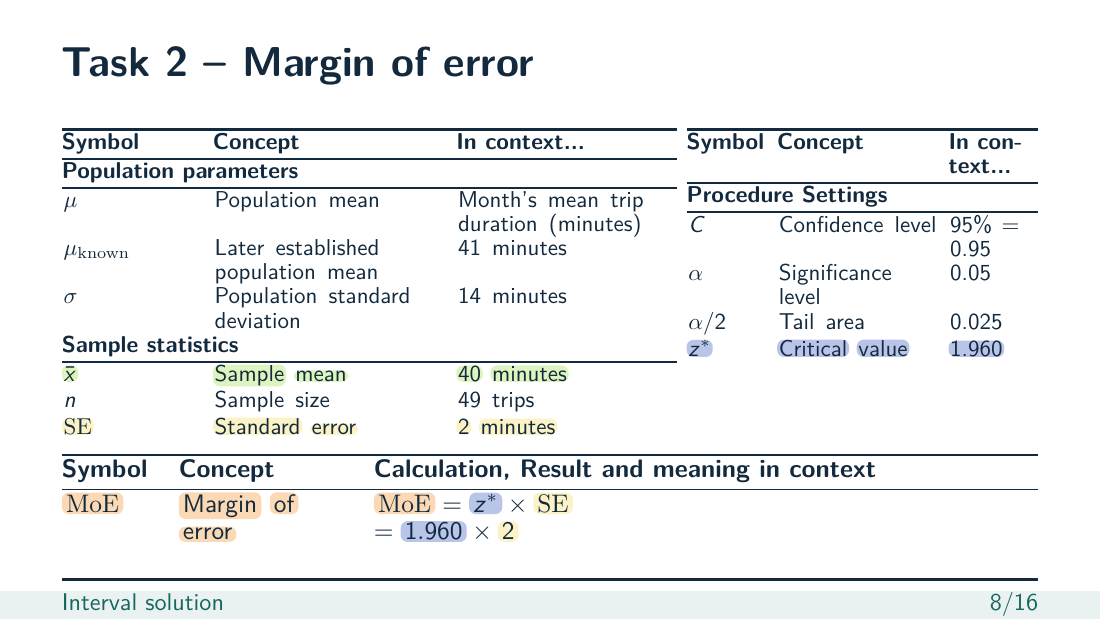 Task 2 – Margin of error
Symbol Concept In context...
Population parameters
μ Population mean Month's mean trip
duration (minutes)
μknown Later established 41 minutes
population mean
σ Population standard 14 minutes
deviation
Sample statistics
x̄ Sample mean 40 minutes
n Sample size 49 trips
SE Standard error 2 minutes
Symbol Concept In con-
text...
Procedure Settings
C Confidence level 95% =
0.95
α Significance 0.05
level
α/2 Tail area 0.025
z* Critical value 1.960
Symbol Concept Calculation, Result and meaning in context
MoE Margin of MoE = z* × SE
error = 1.960 × 2
Interval solution 8/16